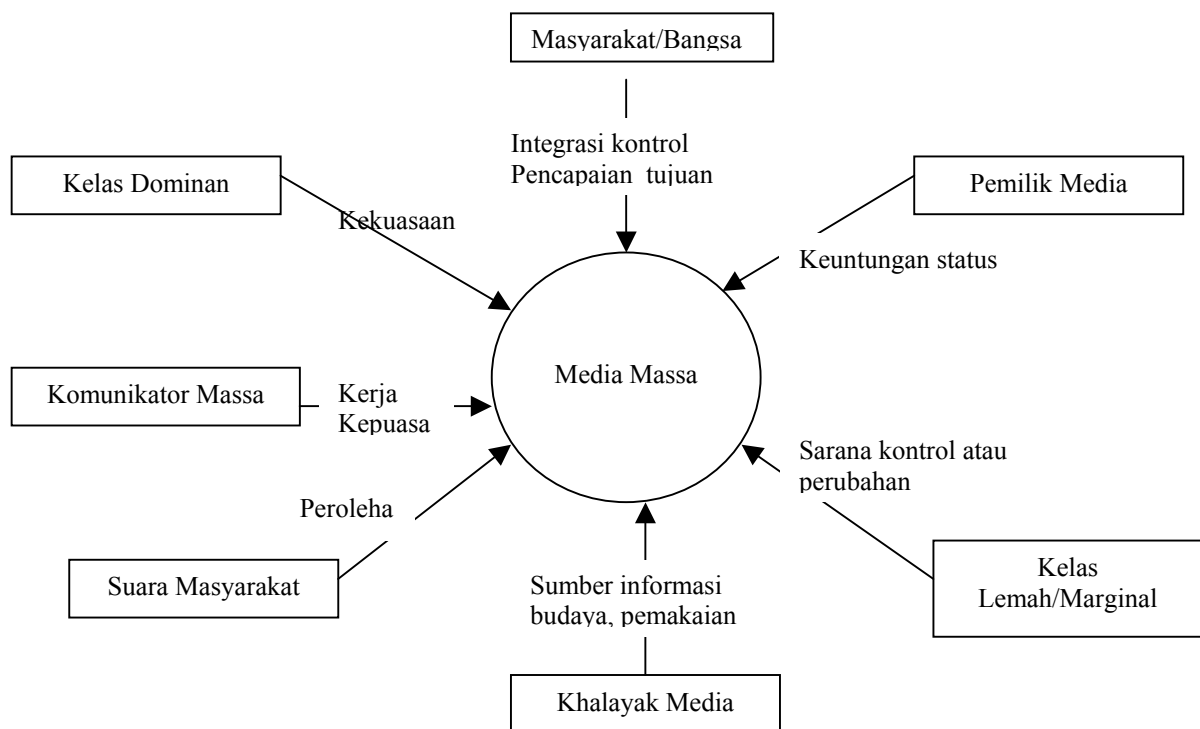 Masyarakat/Bangsa
Integrasi kontrol
Pencapaian tujuan
Kelas Dominan
Pemilik Media
Kekuasaan
Keuntungan status
Media Massa
Komunikator Massa
Kerja
Kepuasa
Sarana kontrol atau
perubahan
Peroleha
Suara Masyarakat
Sumber informasi
budaya, pemakaian
Kelas
Lemah/Marginal
Khalayak Media